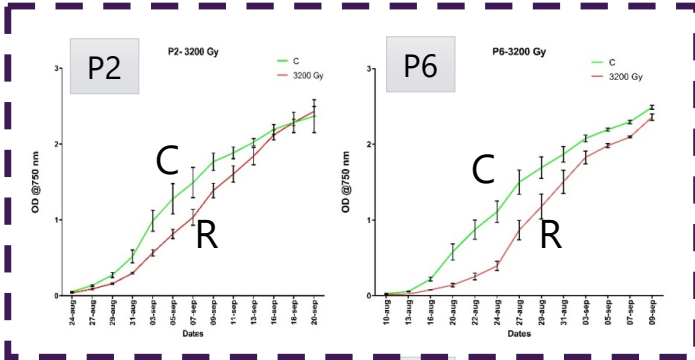 P2
P2- 3200 Gy
C
3200 Gy
3
2
1
0
OD @750 nm
C
R
24-aug
27-aug
29-aug
31-aug
03-sep
05-sep
07-sep
09-sep
11-sep
13-sep
16-sep
18-sep
20-sep
Dates
P6
P6-3200 Gy
C
3200 Gy
3
2
1
0
OD @750 nm
C
R
10-aug
13-aug
16-aug
20-aug
22-aug
24-aug
27-aug
29-aug
31-aug
03-sep
05-sep
07-sep
09-sep
Dates